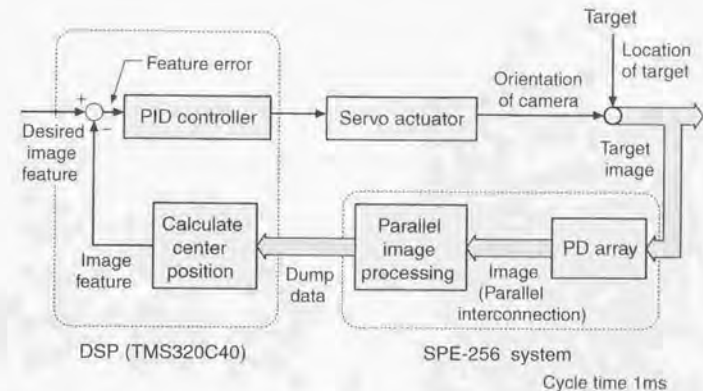 Target
Feature error
Orientation
of camera
Location
of target
+
PID controller
Servo actuator
−
Desired
image
feature
Target
image
Calculate
center
position
Parallel
image
processing
PD array
Image
feature
Dump
data
Image
(Parallel
interconnection)
DSP (TMS320C40)
SPE-256 system
Cycle time 1ms